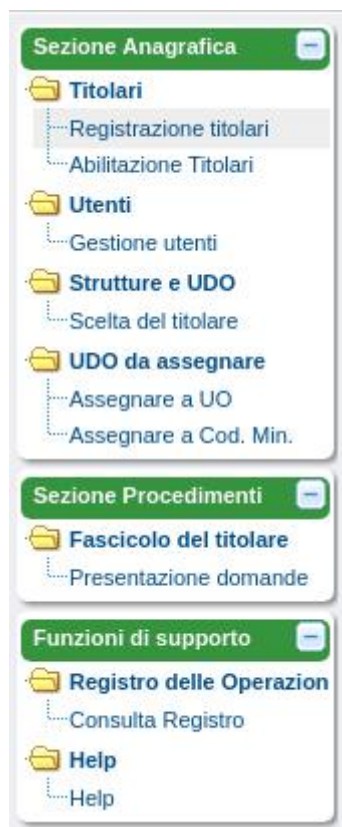 Sezione Anagrafica
Titolari
Registrazione titolari
Abilitazione Titolari
Utenti
Gestione utenti
Strutture e UDO
Scelta del titolare
UDO da assegnare
Assegnare a UO
Assegnare a Cod. Min.
Sezione Procedimenti
Fascicolo del titolare
Presentazione domande
Funzioni di supporto
Registro delle Operazion
Consulta Registro
Help
Help